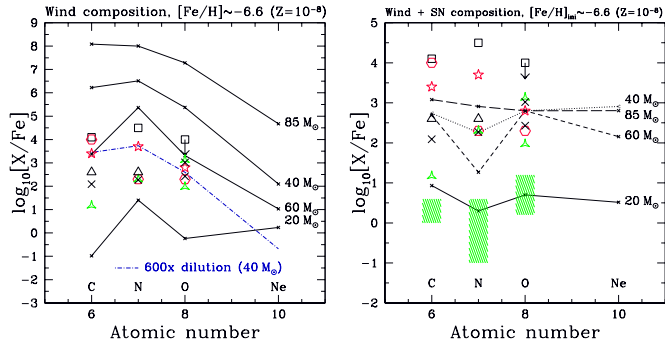 Wind composition, [Fe/H]~-6.6 (Z=10⁻⁸)
log₁₀[X/Fe]
9
8
7
6
5
4
3
2
1
0
-1
-2
-3
85 M⊙
40 M⊙
60 M⊙
20 M⊙
600x dilution (40 M⊙)
C N O Ne
6 8 10
Atomic number
Wind + SN composition, [Fe/H]ᵢₙᵢ~-6.6 (Z=10⁻⁸)
log₁₀[X/Fe]
5
4
3
2
1
0
-1
-2
40 M⊙
85 M⊙
60 M⊙
20 M⊙
C N O Ne
6 8 10
Atomic number